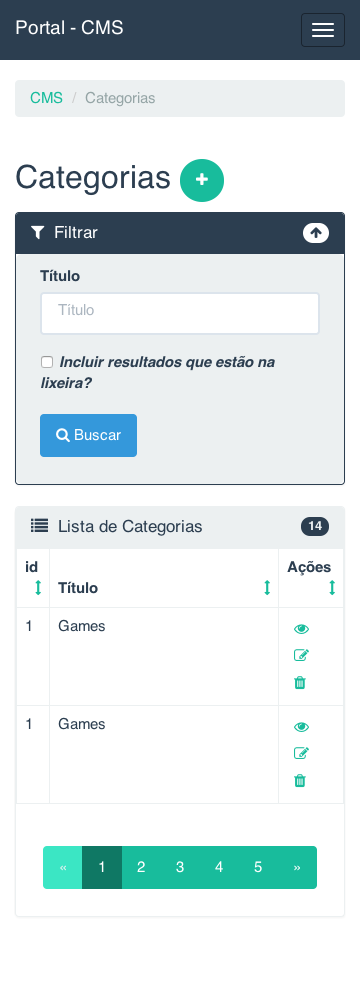 Portal - CMS
CMS / Categorias
Categorias
Filtrar
Título
Título
Incluir resultados que estão na
lixeira?
Buscar
Lista de Categorias 14
id Título Ações
1 Games
1 Games
« 1 2 3 4 5 »